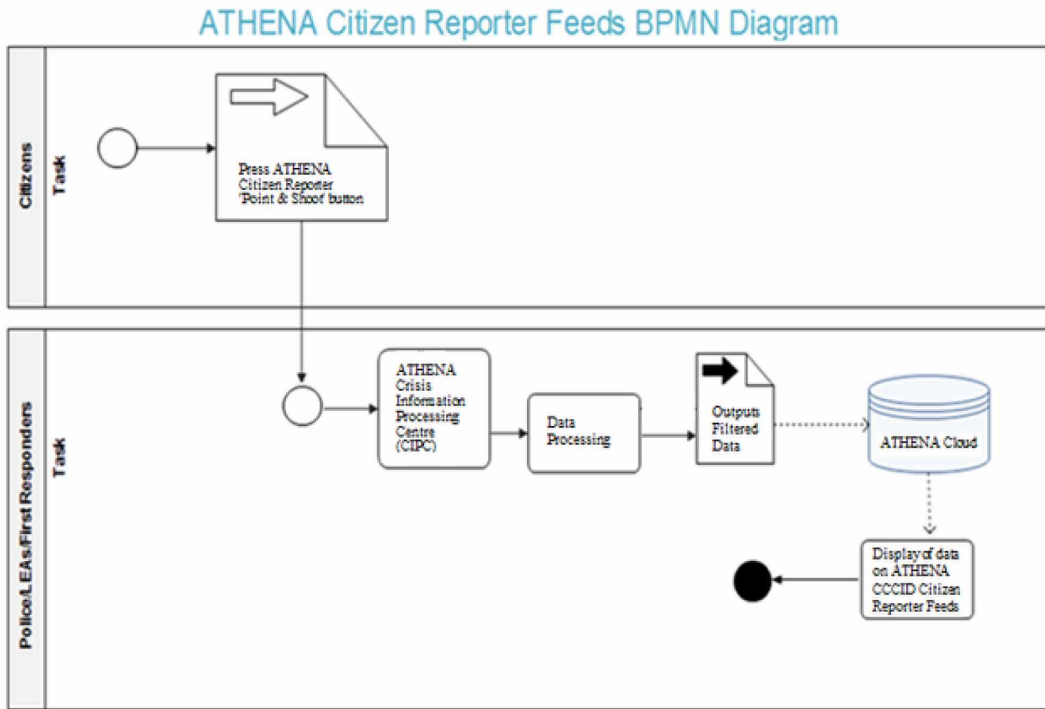 ATHENA Citizen Reporter Feeds BPMN Diagram
Citizens
Task
Press ATHENA
Citizen Reporter
'Point & Shoot' button
Police/LEAs/First Responders
Task
ATHENA
Crisis
Information
Processing
Centre
(CIPC)
Data
Processing
Outputs
Filtered
Data
ATHENA Cloud
Display of data
on ATHENA
CCCID Citizen
Reporter Feeds